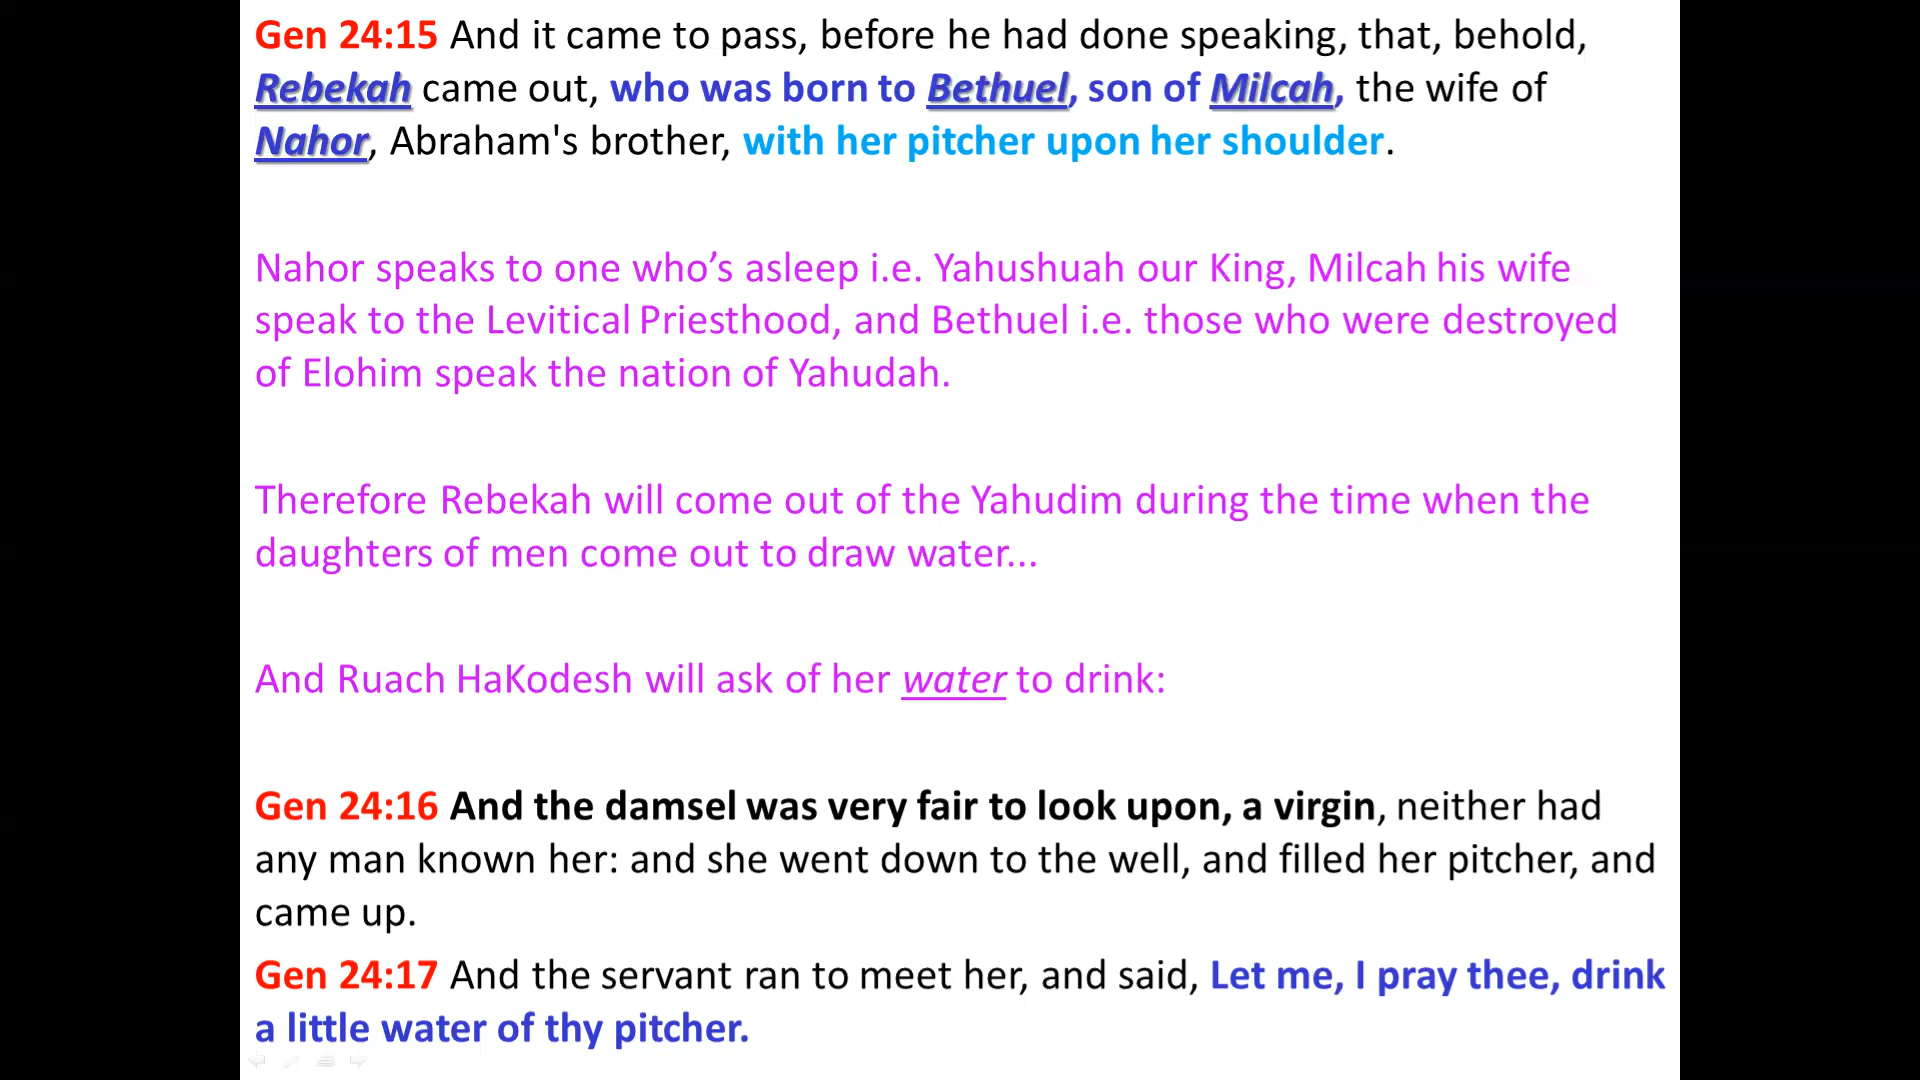 Gen 24:15 And it came to pass, before he had done speaking, that, behold,
Rebekah came out, who was born to Bethuel, son of Milcah, the wife of
Nahor, Abraham's brother, with her pitcher upon her shoulder.
Nahor speaks to one who’s asleep i.e. Yahushuah our King, Milcah his wife
speak to the Levitical Priesthood, and Bethuel i.e. those who were destroyed
of Elohim speak the nation of Yahudah.
Therefore Rebekah will come out of the Yahudim during the time when the
daughters of men come out to draw water...
And Ruach HaKodesh will ask of her water to drink:
Gen 24:16 And the damsel was very fair to look upon, a virgin, neither had
any man known her: and she went down to the well, and filled her pitcher, and
came up.
Gen 24:17 And the servant ran to meet her, and said, Let me, I pray thee, drink
a little water of thy pitcher.